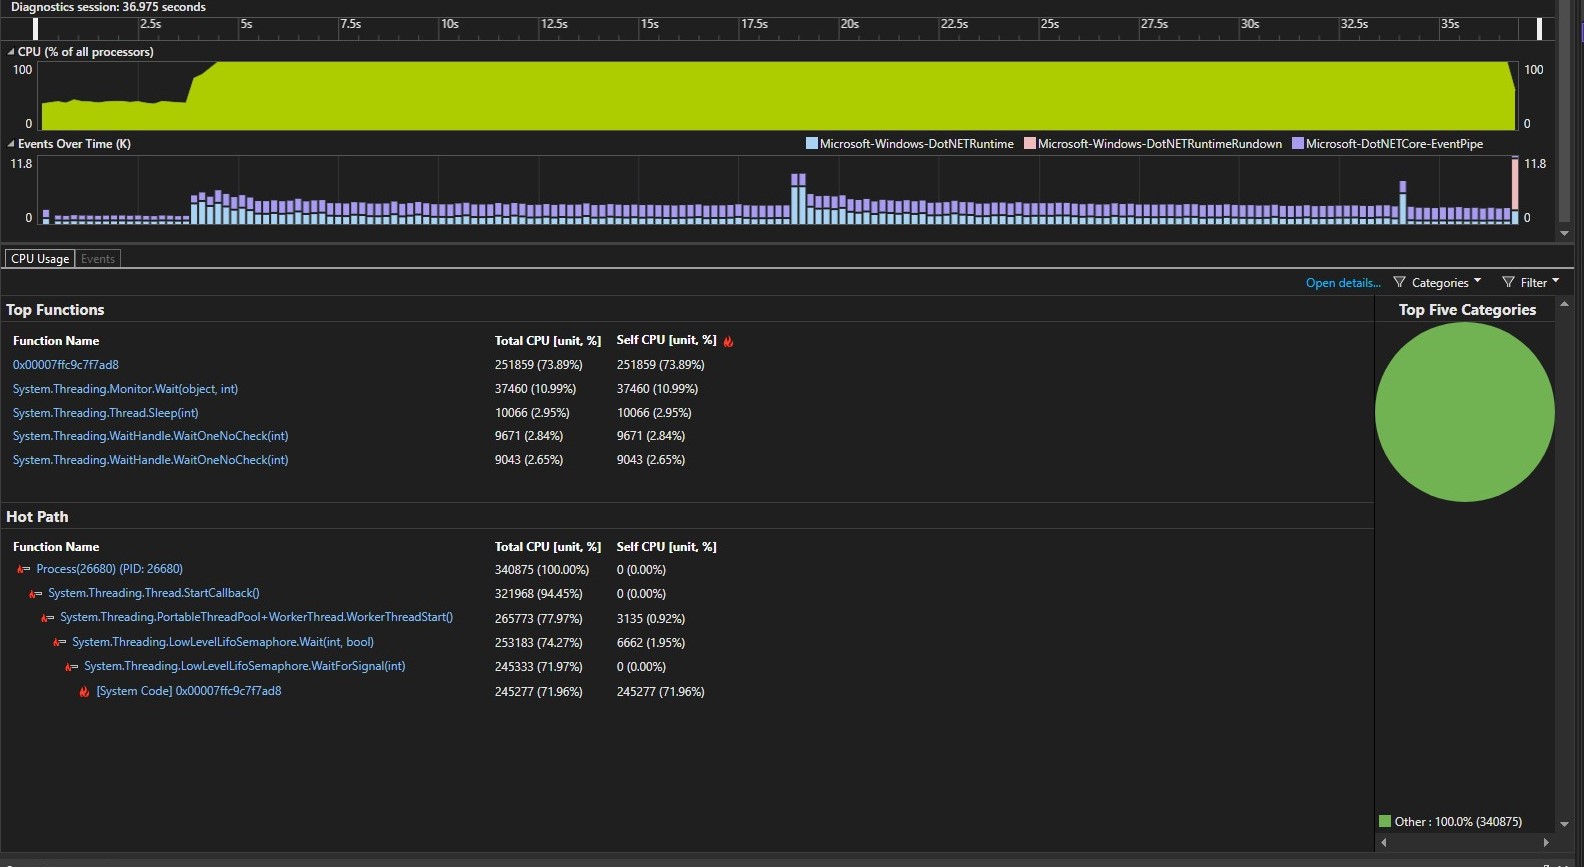 Diagnostics session: 36.975 seconds
2.5s 5s 7.5s 10s 12.5s 15s 17.5s 20s 22.5s 25s 27.5s 30s 32.5s 35s
CPU (% of all processors)
100 100
0 0
Events Over Time (K) Microsoft-Windows-DotNETRuntime Microsoft-Windows-DotNETRuntimeRundown Microsoft-DotNETCore-EventPipe
11.8 11.8
0 0
CPU Usage Events
Open details... Categories Filter
Top Functions Top Five Categories
Function Name Total CPU [unit, %] Self CPU [unit, %]
0x00007ffc9c7f7ad8 251859 (73.89%) 251859 (73.89%)
System.Threading.Monitor.Wait(object, int) 37460 (10.99%) 37460 (10.99%)
System.Threading.Thread.Sleep(int) 10066 (2.95%) 10066 (2.95%)
System.Threading.WaitHandle.WaitOneNoCheck(int) 9671 (2.84%) 9671 (2.84%)
System.Threading.WaitHandle.WaitOneNoCheck(int) 9043 (2.65%) 9043 (2.65%)
Hot Path
Function Name Total CPU [unit, %] Self CPU [unit, %]
Process(26680) (PID: 26680) 340875 (100.00%) 0 (0.00%)
System.Threading.Thread.StartCallback() 321968 (94.45%) 0 (0.00%)
System.Threading.PortableThreadPool+WorkerThread.WorkerThreadStart() 265773 (77.97%) 3135 (0.92%)
System.Threading.LowLevelLifoSemaphore.Wait(int, bool) 253183 (74.27%) 6662 (1.95%)
System.Threading.LowLevelLifoSemaphore.WaitForSignal(int) 245333 (71.97%) 0 (0.00%)
[System Code] 0x00007ffc9c7f7ad8 245277 (71.96%) 245277 (71.96%)
Other : 100.0% (340875)